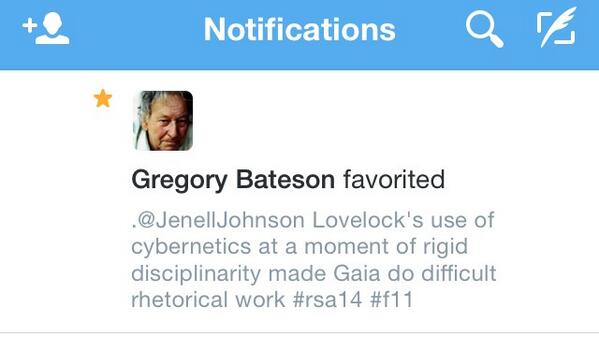 Notifications
Gregory Bateson favorited
.@JenellJohnson Lovelock's use of
cybernetics at a moment of rigid
disciplinarity made Gaia do difficult
rhetorical work #rsa14 #f11